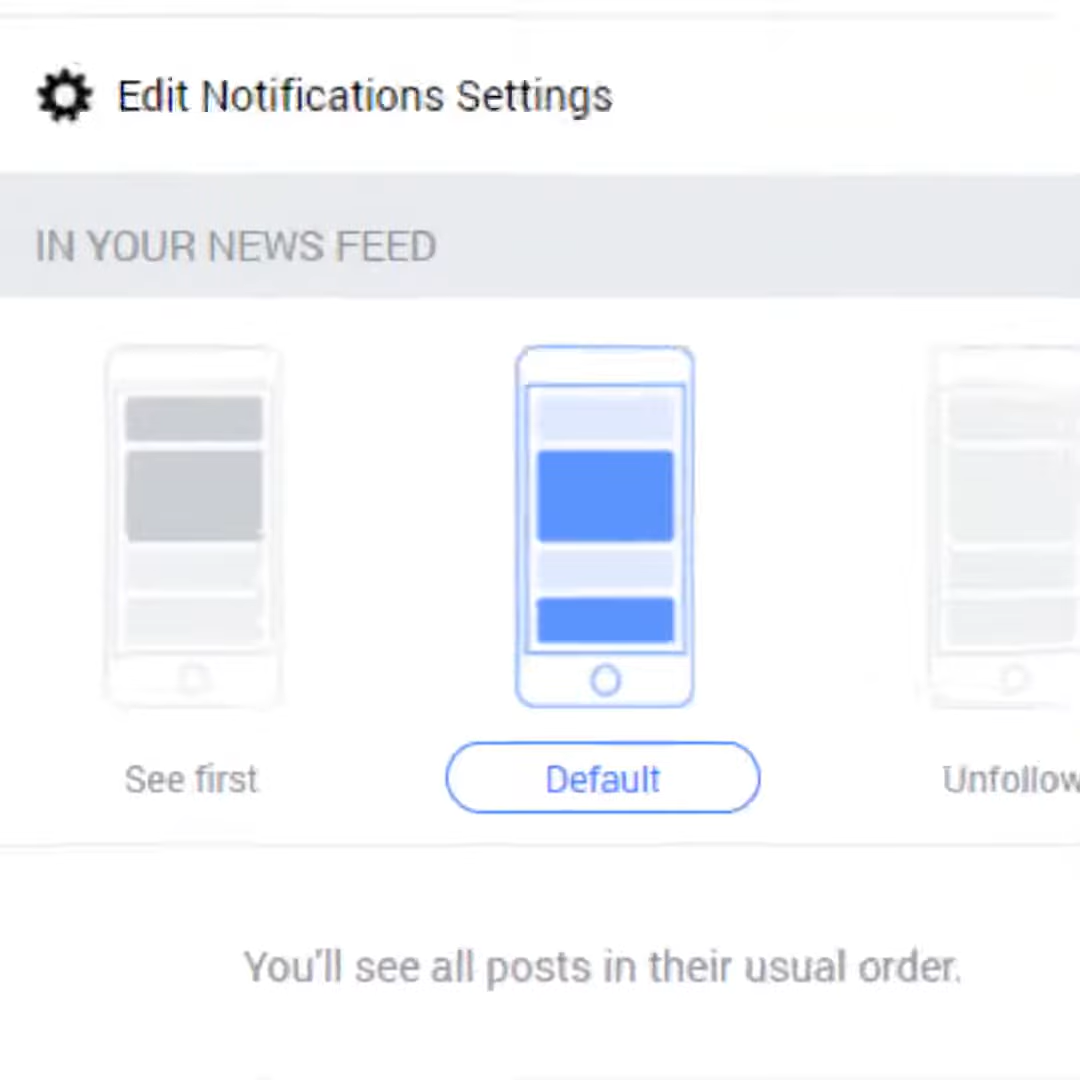 Edit Notifications Settings
IN YOUR NEWS FEED
See first
Default
Unfollow
You'll see all posts in their usual order.